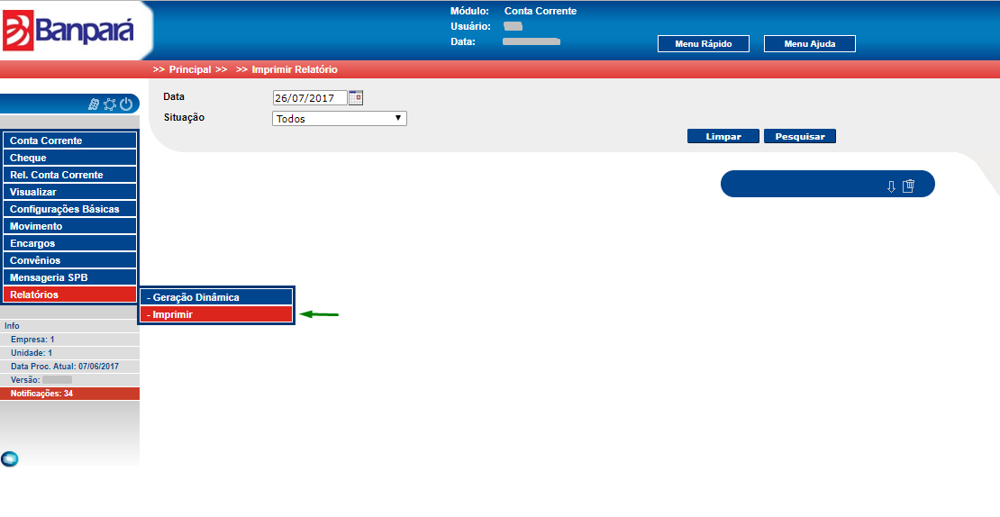 Banpará
Módulo: Conta Corrente
Usuário:
Data:
Menu Rápido
Menu Ajuda
>> Principal >> >> Imprimir Relatório
Data 26/07/2017
Situação Todos
Limpar
Pesquisar
Conta Corrente
Cheque
Rel. Conta Corrente
Visualizar
Configurações Básicas
Movimento
Encargos
Convênios
Mensageria SPB
Relatórios
- Geração Dinâmica
- Imprimir
Info
Empresa: 1
Unidade: 1
Data Proc. Atual: 07/06/2017
Versão:
Notificações: 34